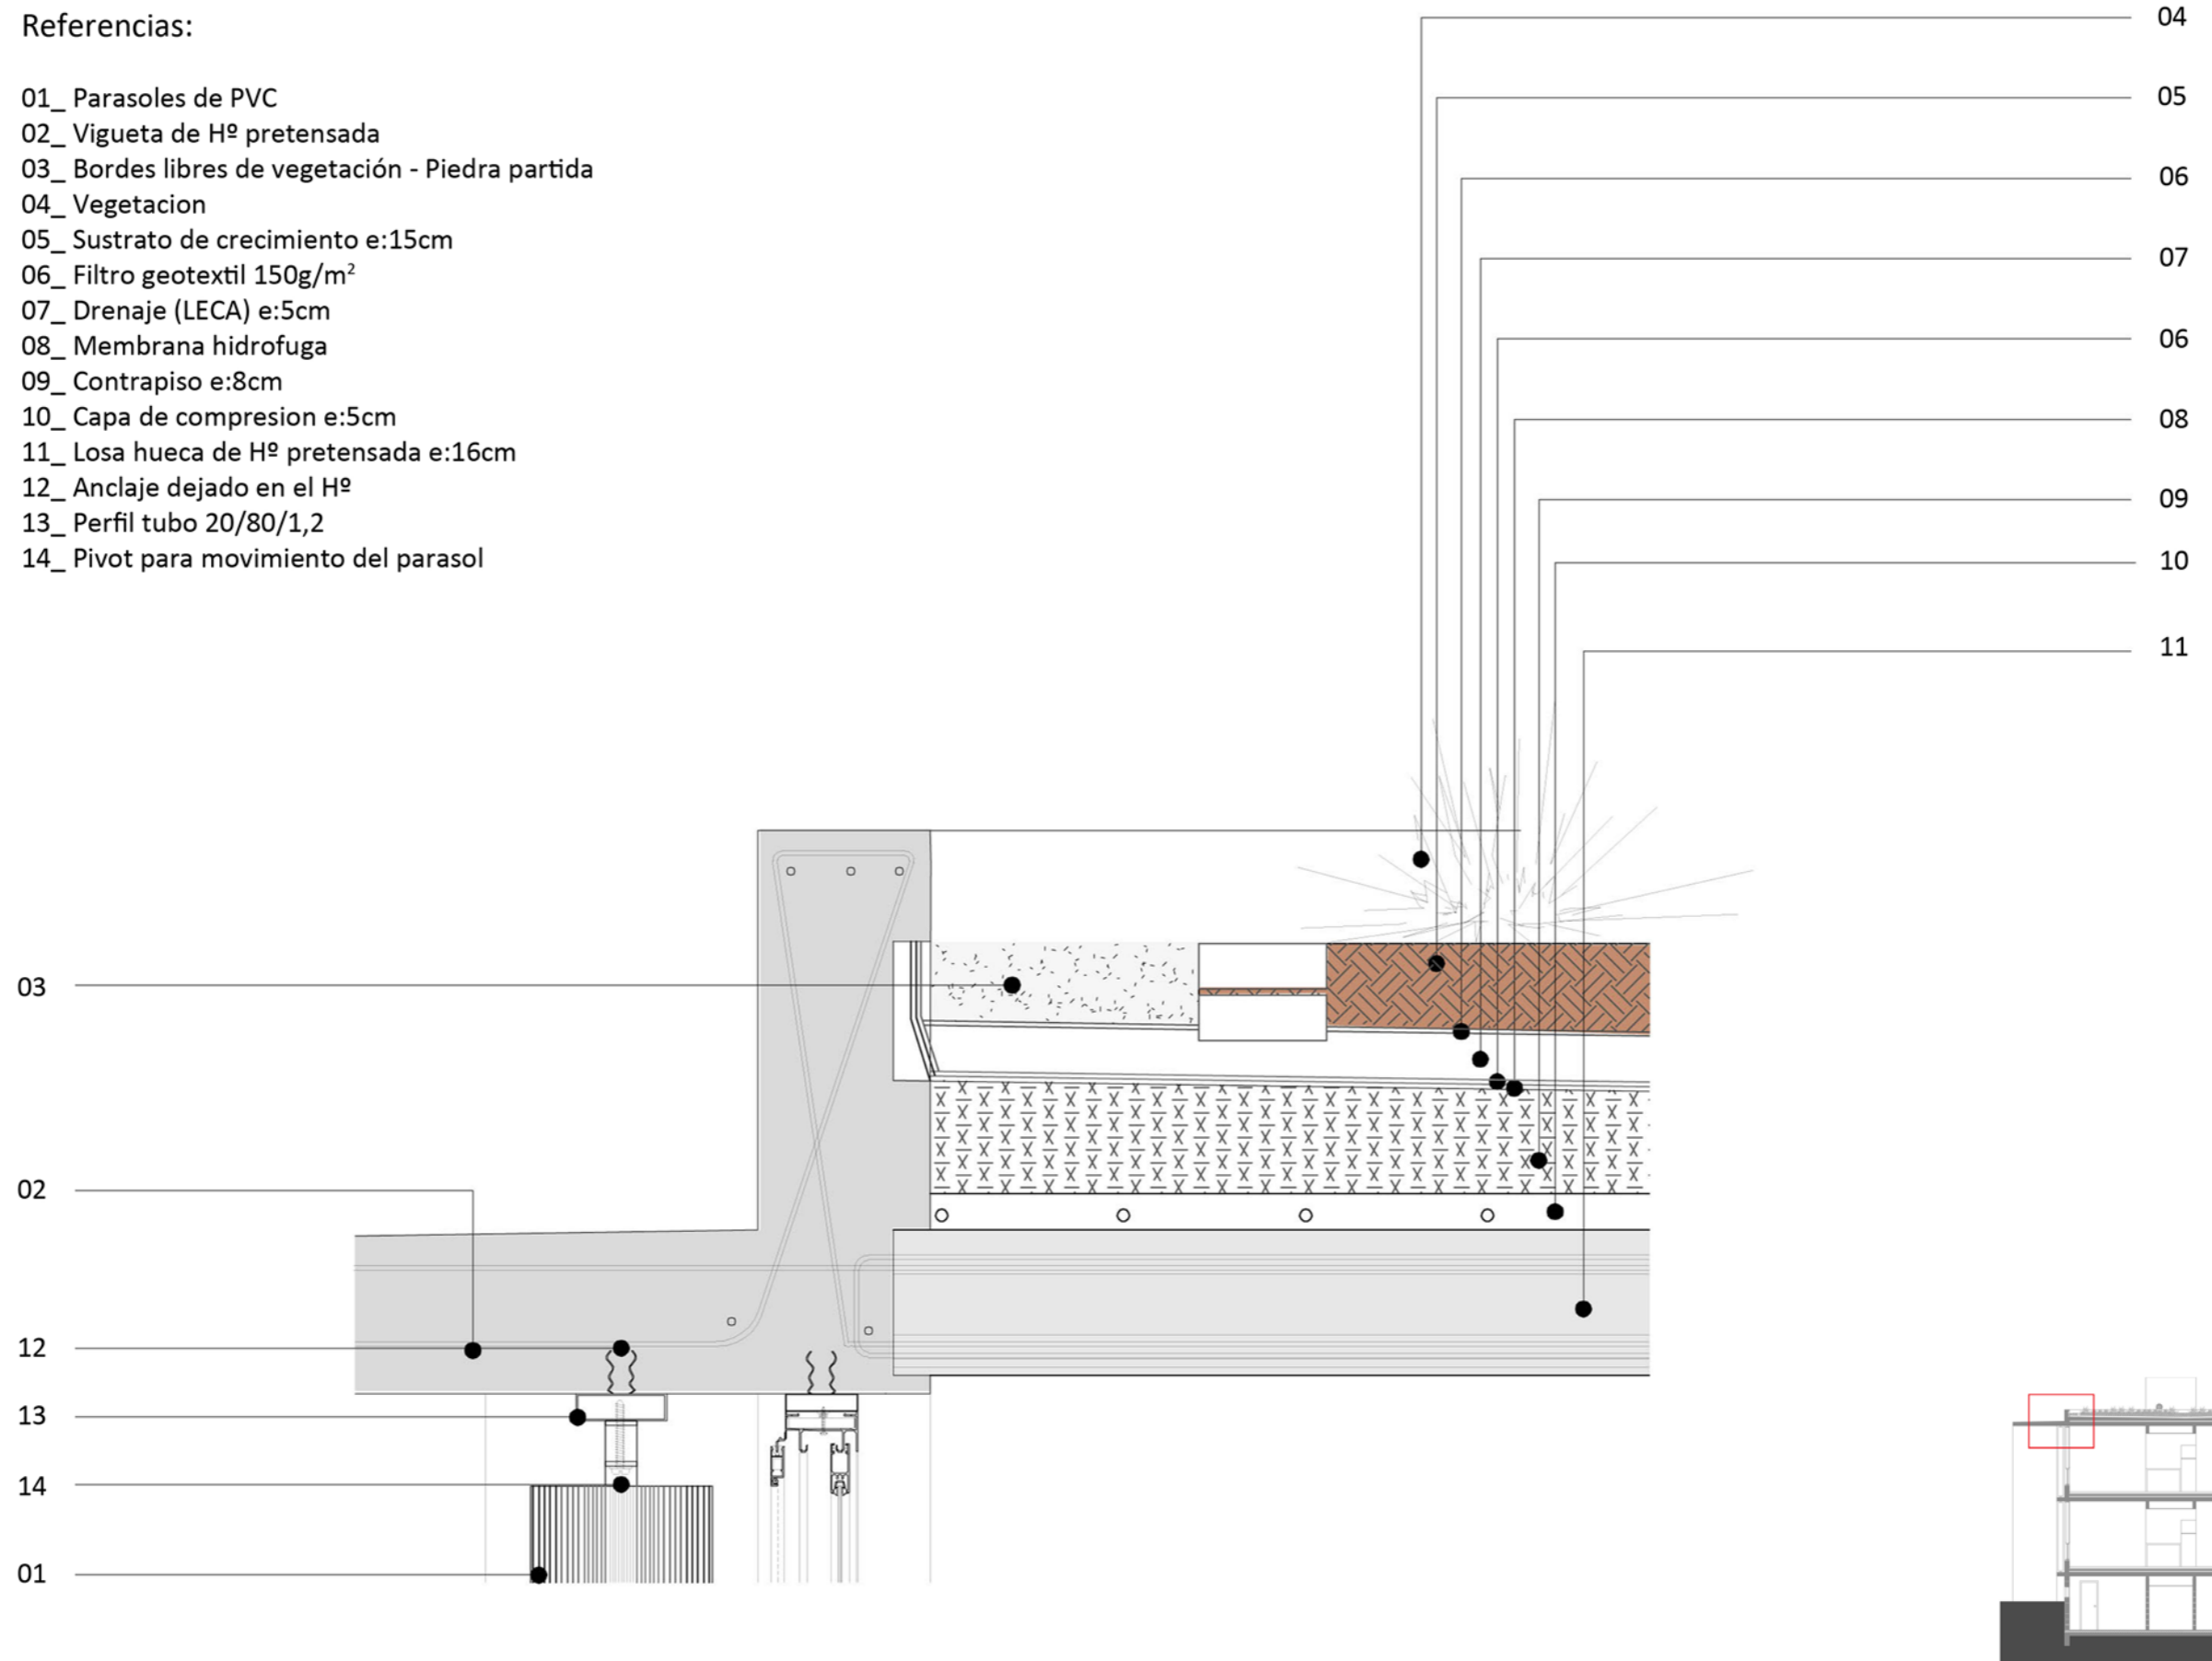 Referencias:
01_ Parasoles de PVC
02_ Vigueta de Hº pretensada
03_ Bordes libres de vegetación - Piedra partida
04_ Vegetacion
05_ Sustrato de crecimiento e:15cm
06_ Filtro geotextil 150g/m²
07_ Drenaje (LECA) e:5cm
08_ Membrana hidrofuga
09_ Contrapiso e:8cm
10_ Capa de compresion e:5cm
11_ Losa hueca de Hº pretensada e:16cm
12_ Anclaje dejado en el Hº
13_ Perfil tubo 20/80/1,2
14_ Pivot para movimiento del parasol
04
05
06
07
06
08
09
10
11
03
02
12
13
14
01